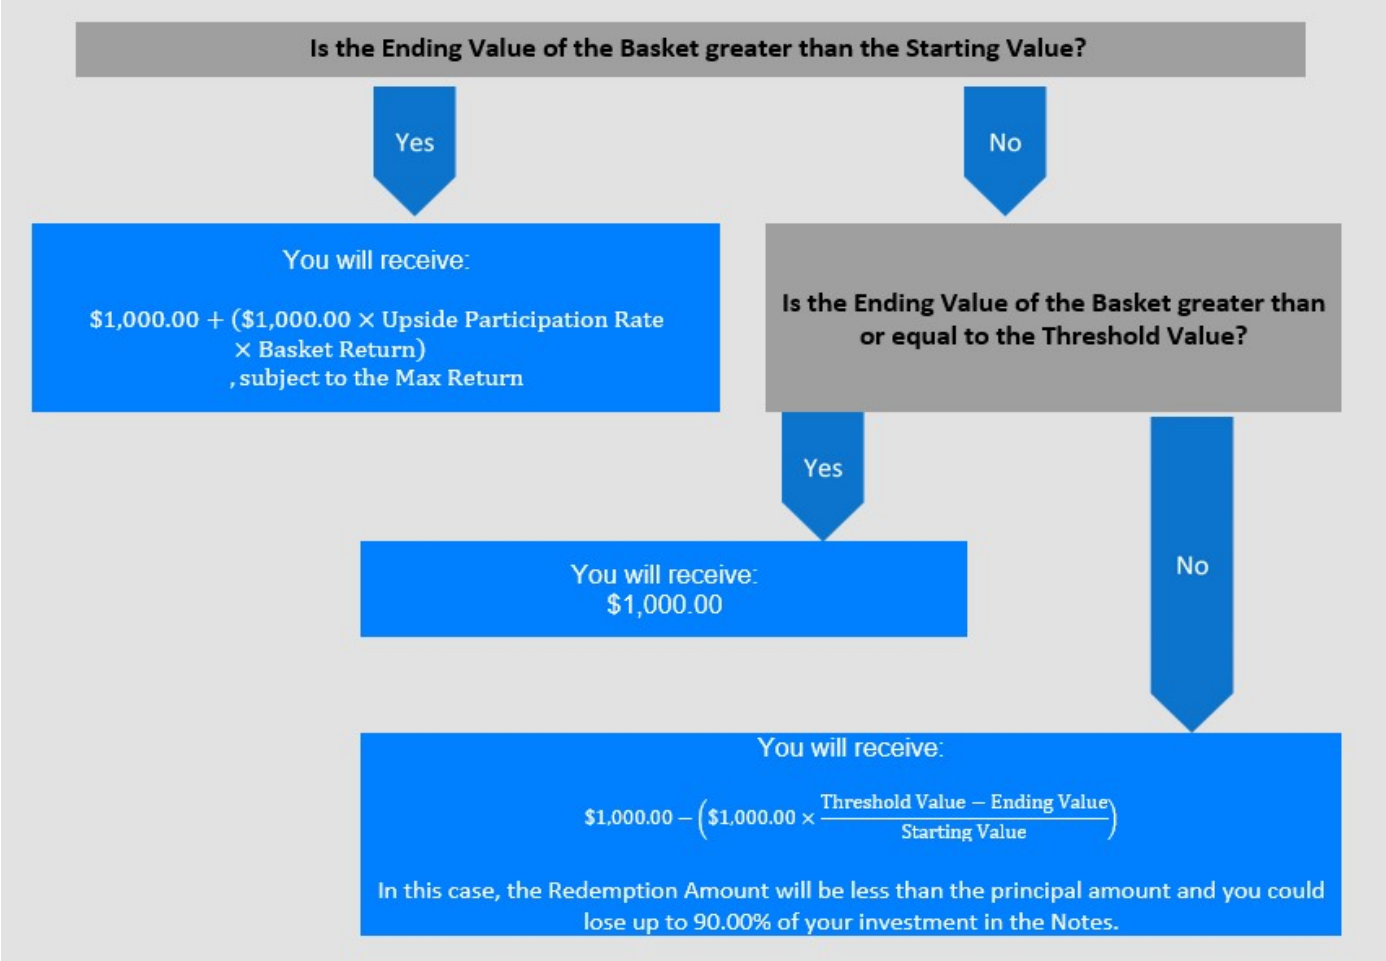 Is the Ending Value of the Basket greater than the Starting Value?
Yes
No
You will receive:
$1,000.00 + ($1,000.00 × Upside Participation Rate
× Basket Return)
, subject to the Max Return
Is the Ending Value of the Basket greater than
or equal to the Threshold Value?
Yes
No
You will receive:
$1,000.00
You will receive:
$1,000.00 − ($1,000.00 × Threshold Value − Ending Value
Starting Value)
In this case, the Redemption Amount will be less than the principal amount and you could
lose up to 90.00% of your investment in the Notes.